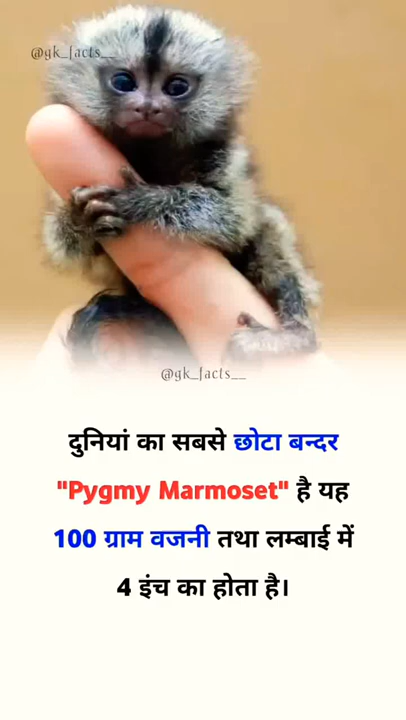 @gk_facts__
@gk_facts__
दुनियां का सबसे छोटा बन्दर
"Pygmy Marmoset" है यह
100 ग्राम वजनी तथा लम्बाई में
4 इंच का होता है।